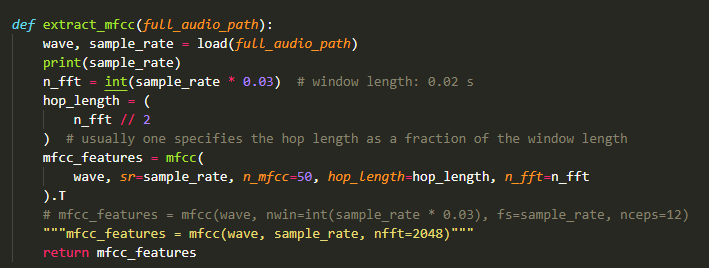 def extract_mfcc(full_audio_path):
    wave, sample_rate = load(full_audio_path)
    print(sample_rate)
    n_fft = int(sample_rate * 0.03)  # window length: 0.02 s
    hop_length = (
        n_fft // 2
    )  # usually one specifies the hop length as a fraction of the window length
    mfcc_features = mfcc(
        wave, sr=sample_rate, n_mfcc=50, hop_length=hop_length, n_fft=n_fft
    ).T
    # mfcc_features = mfcc(wave, nwin=int(sample_rate * 0.03), fs=sample_rate, nceps=12)
    """mfcc_features = mfcc(wave, sample_rate, nfft=2048)"""
    return mfcc_features